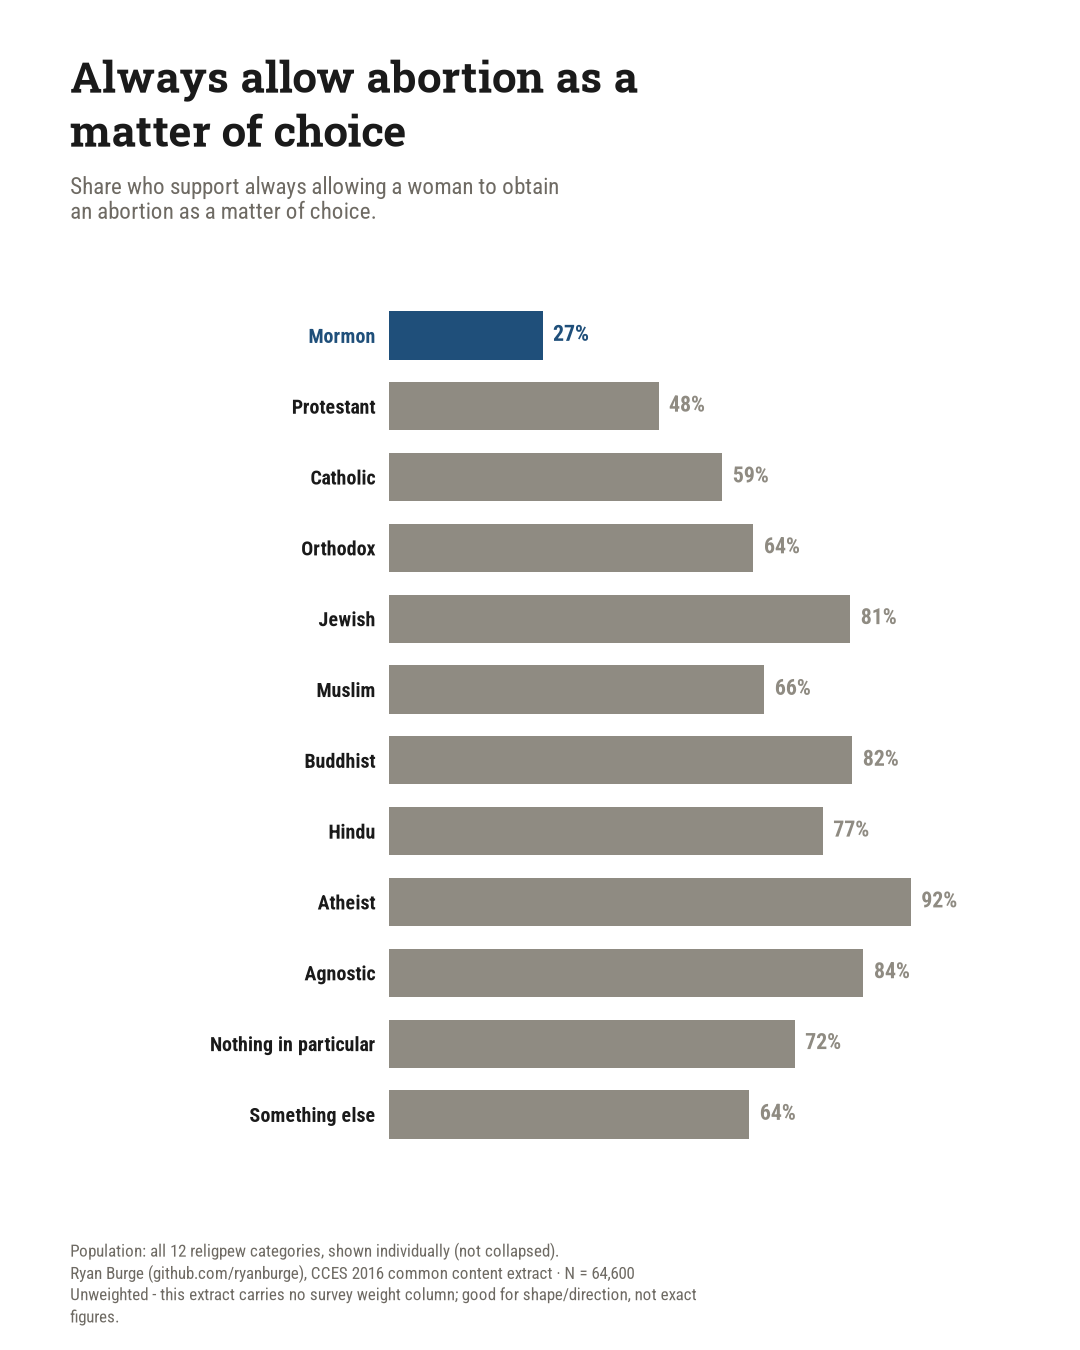 Always allow abortion as a
matter of choice
Share who support always allowing a woman to obtain
an abortion as a matter of choice.
Mormon 27%
Protestant 48%
Catholic 59%
Orthodox 64%
Jewish 81%
Muslim 66%
Buddhist 82%
Hindu 77%
Atheist 92%
Agnostic 84%
Nothing in particular 72%
Something else 64%
Population: all 12 religpew categories, shown individually (not collapsed).
Ryan Burge (github.com/ryanburge), CCES 2016 common content extract · N = 64,600
Unweighted - this extract carries no survey weight column; good for shape/direction, not exact
figures.